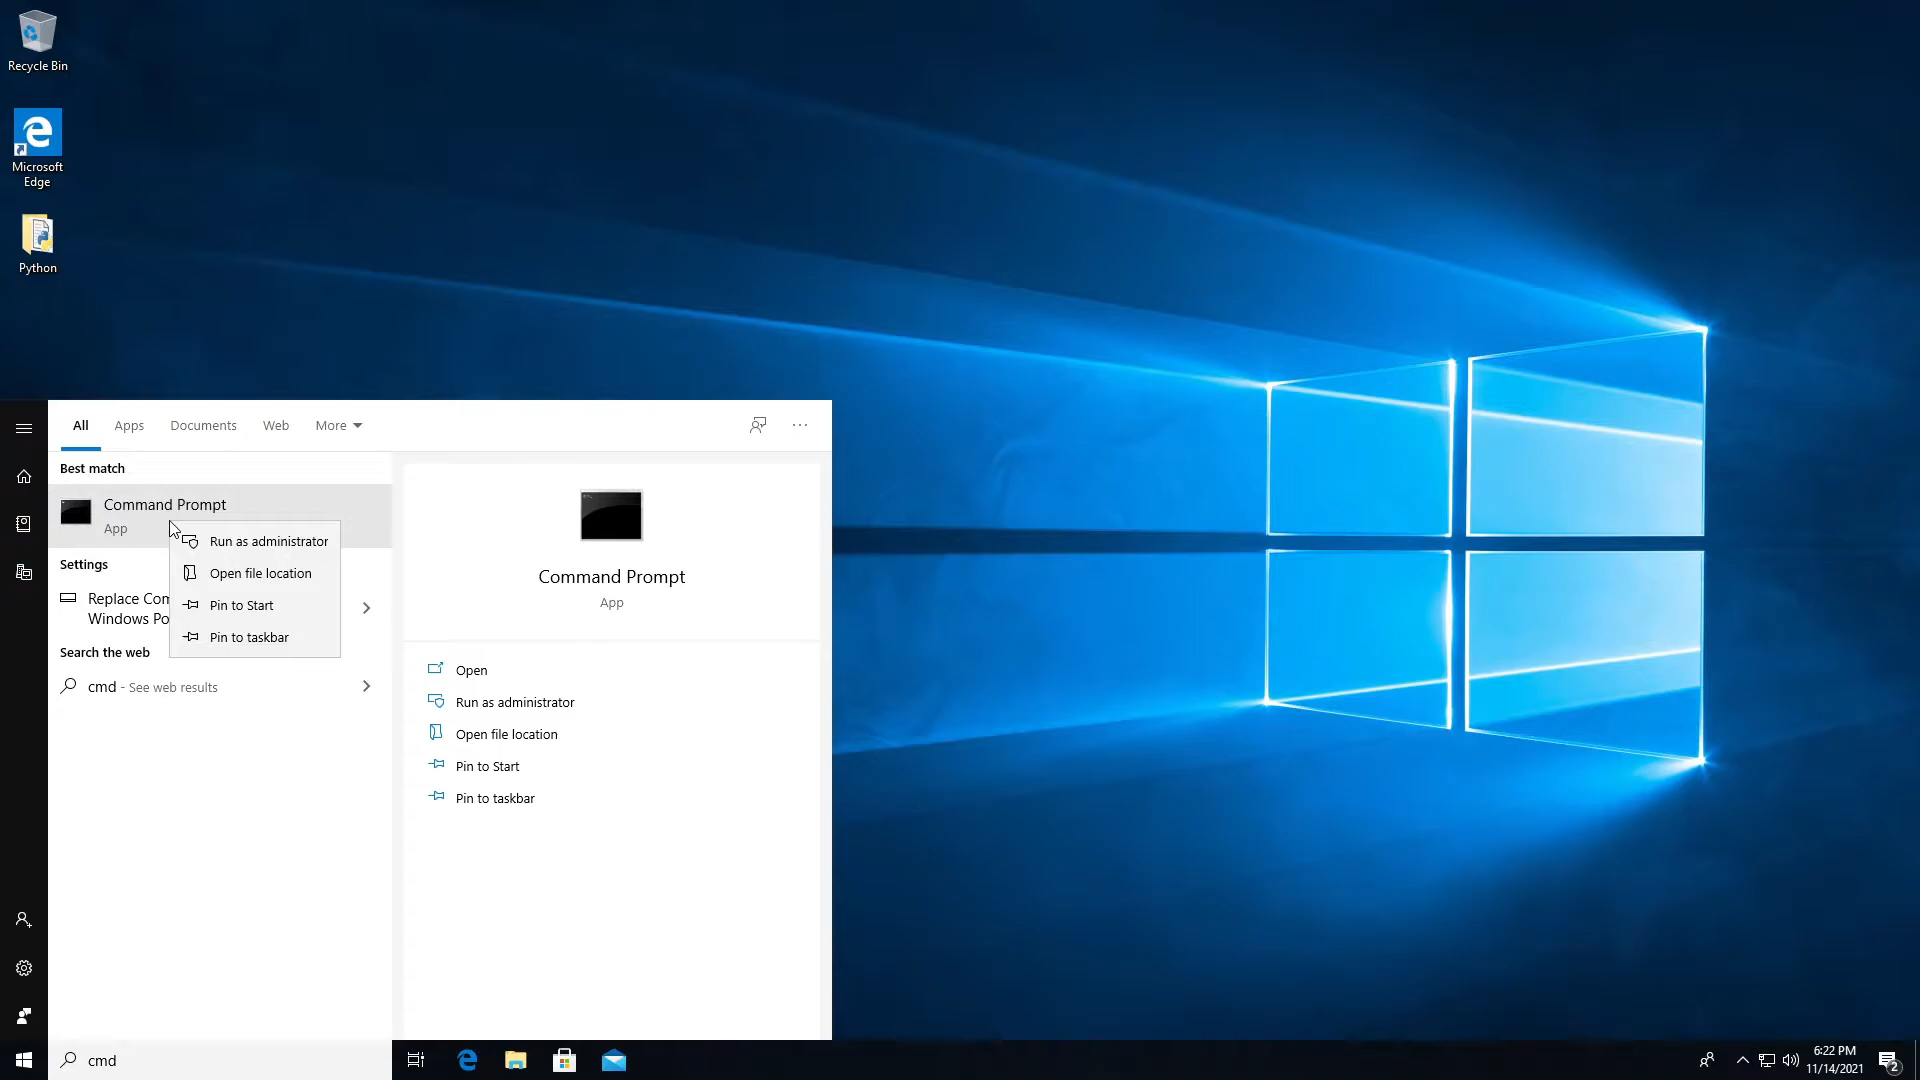 Recycle Bin
Microsoft
Edge
Python
All
Apps
Documents
Web
More
Best match
Command Prompt
App
Run as administrator
Open file location
Pin to Start
Pin to taskbar
Settings
Replace Com
Windows Po
Search the web
cmd - See web results
Command Prompt
App
Open
Run as administrator
Open file location
Pin to Start
Pin to taskbar
cmd
6:22 PM
11/14/2021
2